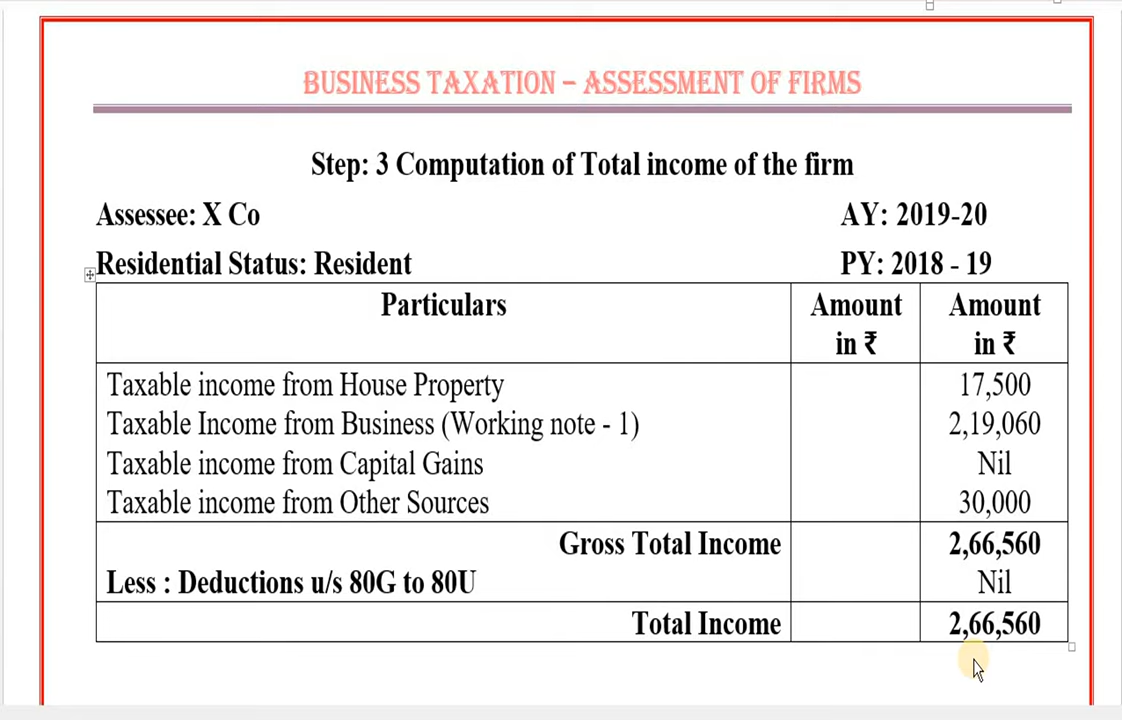 BUSINESS TAXATION – ASSESSMENT OF FIRMS
Step: 3 Computation of Total income of the firm
Assessee: X Co AY: 2019-20
Residential Status: Resident PY: 2018 - 19
Particulars Amount in ₹ Amount in ₹
Taxable income from House Property 17,500
Taxable Income from Business (Working note - 1) 2,19,060
Taxable income from Capital Gains Nil
Taxable income from Other Sources 30,000
Gross Total Income 2,66,560
Less : Deductions u/s 80G to 80U Nil
Total Income 2,66,560